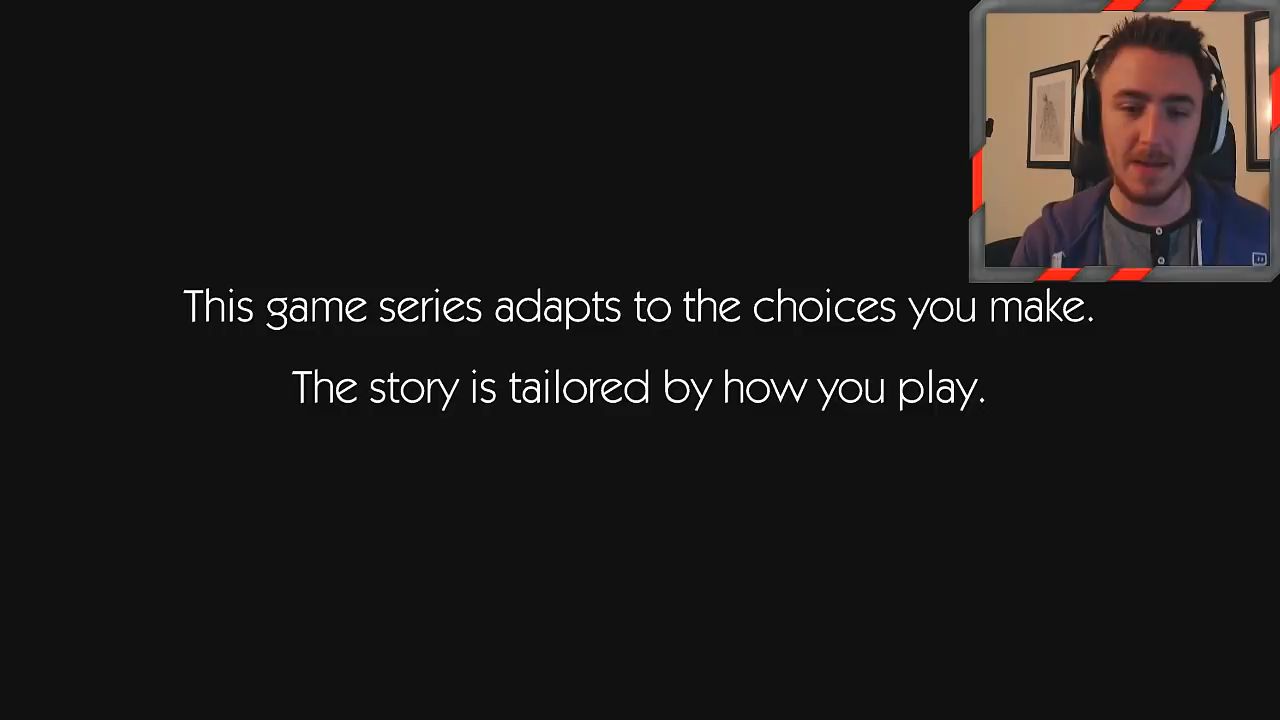 This game series adapts to the choices you make.
The story is tailored by how you play.